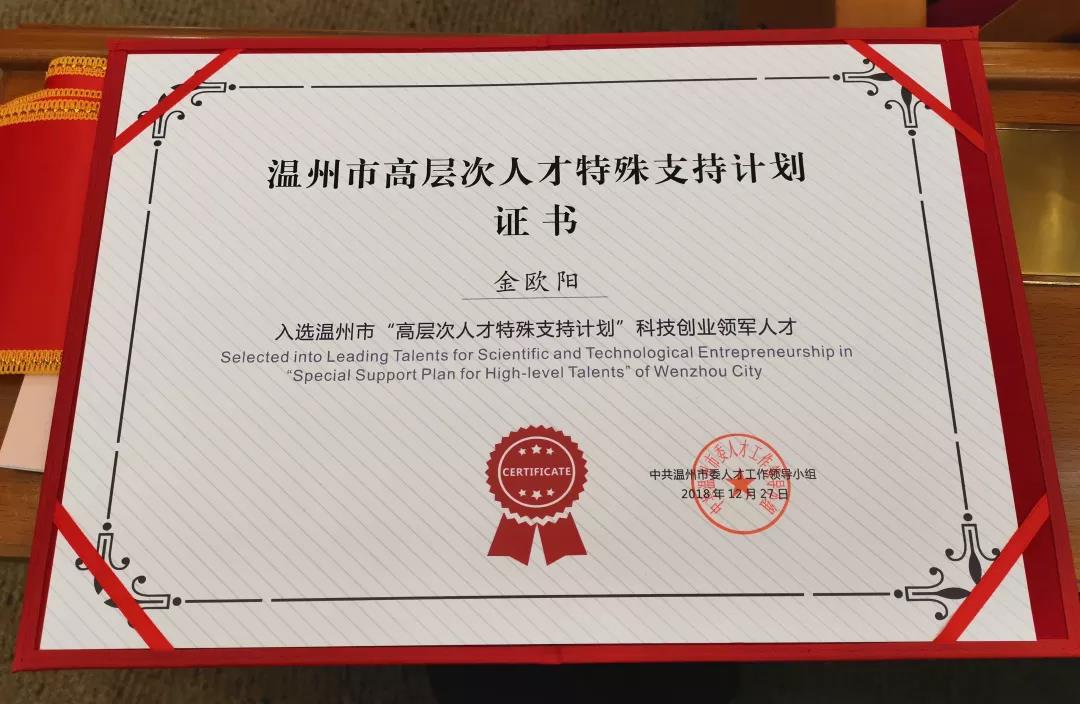 温州市高层次人才特殊支持计划
证书
金欧阳
入选温州市“高层次人才特殊支持计划”科技创业领军人才
Selected into Leading Talents for Scientific and Technological Entrepreneurship in
“Special Support Plan for High-level Talents” of Wenzhou City
CERTIFICATE
中共温州市委人才工作领导小组
2018年12月27日